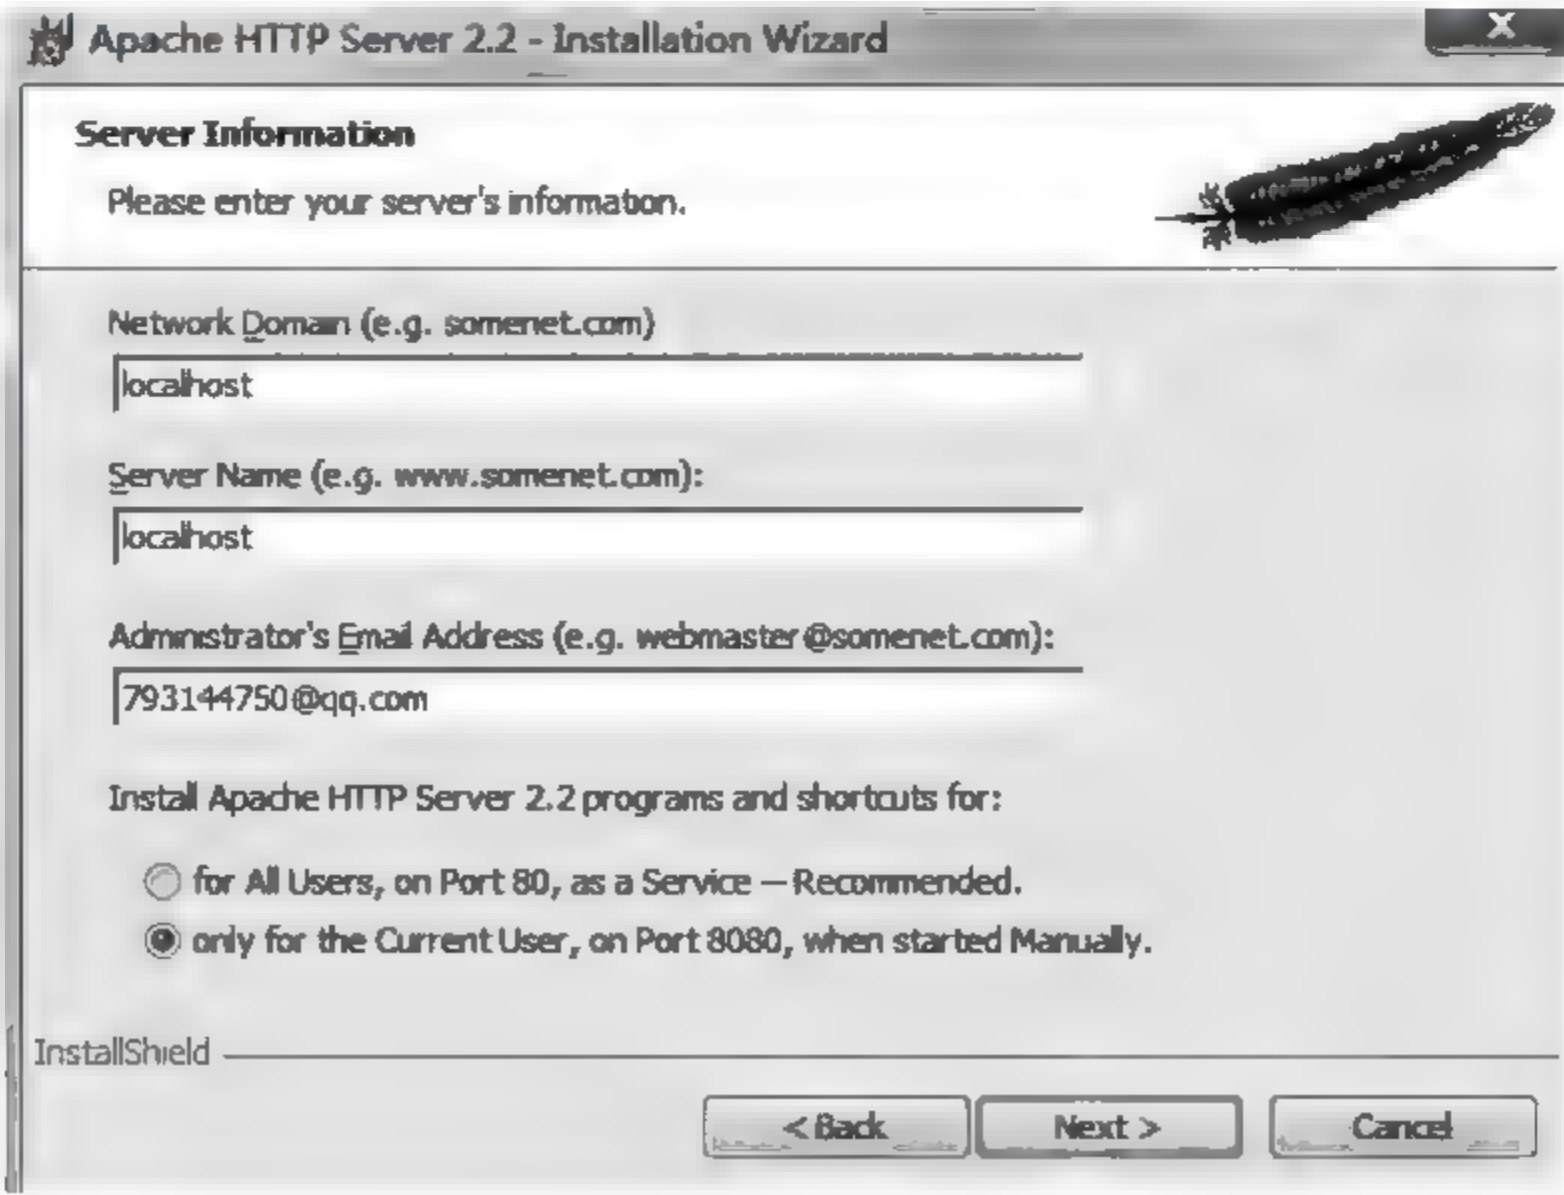 Apache HTTP Server 2.2 - Installation Wizard
X
Server Information
Please enter your server's information.
Network Domain (e.g. somenet.com)
localhost
Server Name (e.g. www.somenet.com):
localhost
Administrator's Email Address (e.g. webmaster@somenet.com):
793144750@qq.com
Install Apache HTTP Server 2.2 programs and shortcuts for:
for All Users, on Port 80, as a Service -- Recommended.
only for the Current User, on Port 8080, when started Manually.
InstallShield
< Back Next > Cancel